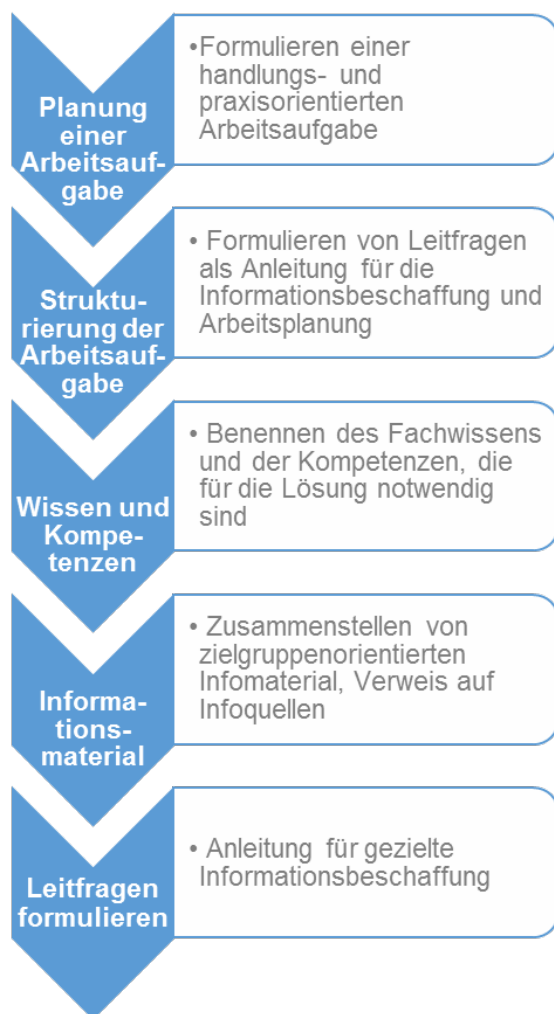 Planung
einer
Arbeitsauf-
gabe
•Formulieren einer
handlungs- und
praxisorientierten
Arbeitsaufgabe
Struktu-
rierung der
Arbeitsauf-
gabe
• Formulieren von Leitfragen
als Anleitung für die
Informationsbeschaffung und
Arbeitsplanung
Wissen und
Kompe-
tenzen
• Benennen des Fachwissens
und der Kompetenzen, die
für die Lösung notwendig
sind
Informa-
tions-
material
• Zusammenstellen von
zielgruppenorientierten
Infomaterial, Verweis auf
Infoquellen
Leitfragen
formulieren
• Anleitung für gezielte
Informationsbeschaffung